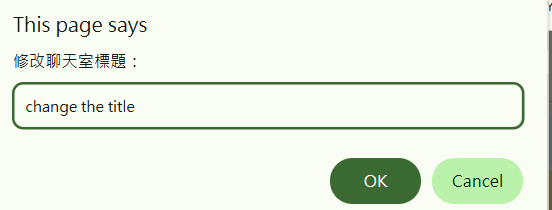 This page says
修改聊天室標題：
change the title
OK
Cancel